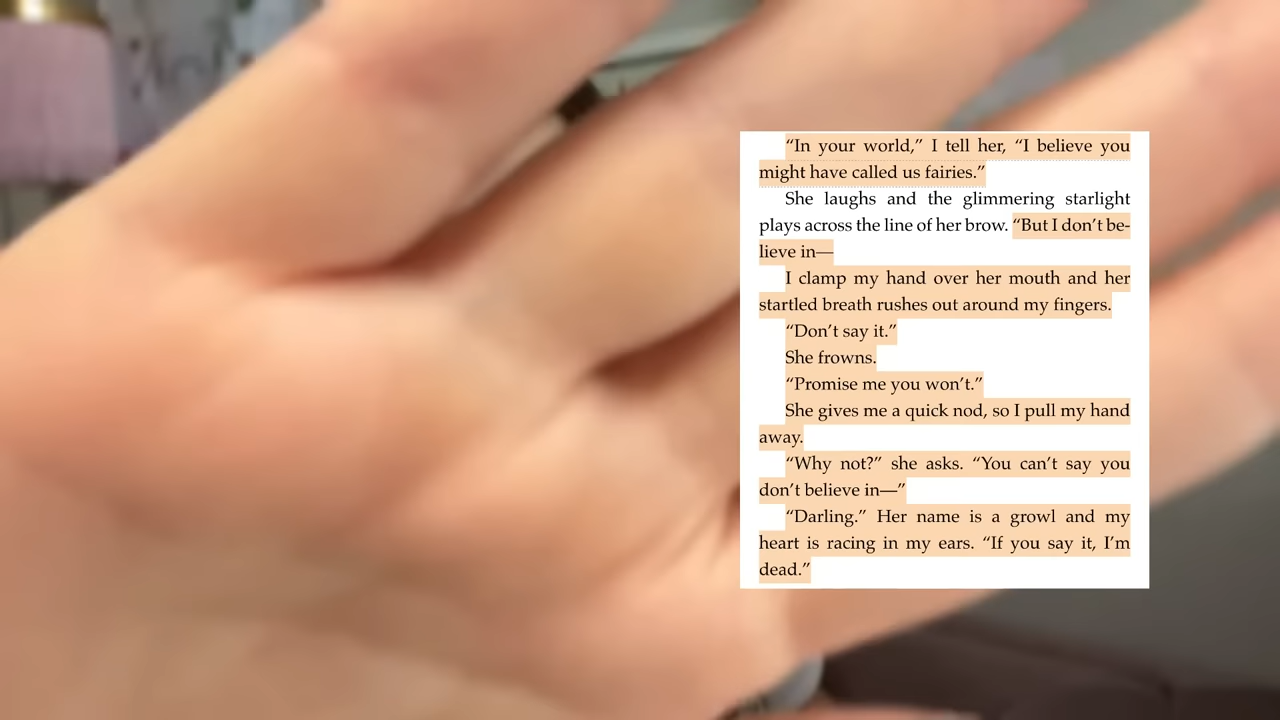 “In your world,” I tell her, “I believe you
might have called us fairies.”
She laughs and the glimmering starlight
plays across the line of her brow. “But I don’t be-
lieve in—
I clamp my hand over her mouth and her
startled breath rushes out around my fingers.
“Don’t say it.”
She frowns.
“Promise me you won’t.”
She gives me a quick nod, so I pull my hand
away.
“Why not?” she asks. “You can’t say you
don’t believe in—”
“Darling.” Her name is a growl and my
heart is racing in my ears. “If you say it, I’m
dead.”